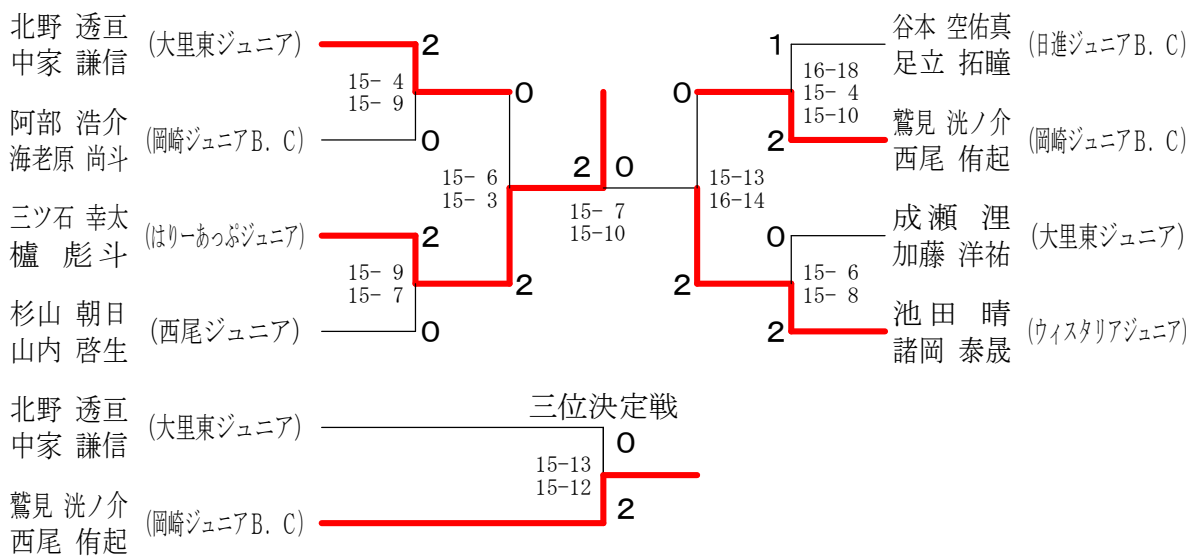 北野 透亘
中家 謙信
(大里東ジュニア)
2
15- 4
15- 9
0
阿部 浩介
海老原 尚斗
(岡崎ジュニアB.C)
0
15- 6
15- 3
三ツ石 幸太
櫨 彪斗
(はりーあっぷジュニア)
2
15- 9
15- 7
2
杉山 朝日
山内 啓生
(西尾ジュニア)
0
2 0
15- 7
15-10
1
谷本 空佑真
足立 拓瞳
(日進ジュニアB.C)
0
16-18
15- 4
15-10
2
鷲見 洸ノ介
西尾 侑起
(岡崎ジュニアB.C)
15-13
16-14
0
成瀬 浬
加藤 洋祐
(大里東ジュニア)
2
15- 6
15- 8
2
池田 晴
諸岡 泰晟
(ウィスタリアジュニア)
三位決定戦
北野 透亘
中家 謙信
(大里東ジュニア)
0
15-13
15-12
鷲見 洸ノ介
西尾 侑起
(岡崎ジュニアB.C)
2